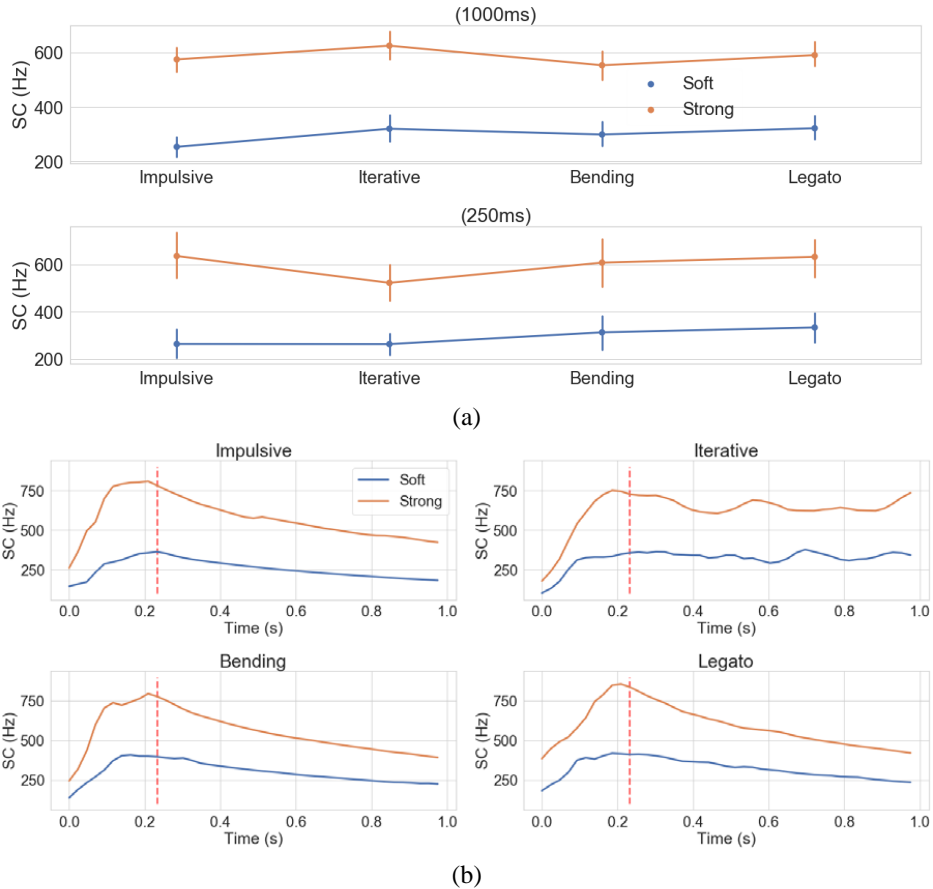 (1000ms)
SC (Hz)
600
400
200
Soft
Strong
Impulsive Iterative Bending Legato
(250ms)
SC (Hz)
600
400
200
Impulsive Iterative Bending Legato
(a)
Impulsive
SC (Hz)
750
500
250
Soft
Strong
0.0 0.2 0.4 0.6 0.8 1.0
Time (s)
Iterative
SC (Hz)
750
500
250
0.0 0.2 0.4 0.6 0.8 1.0
Time (s)
Bending
SC (Hz)
750
500
250
0.0 0.2 0.4 0.6 0.8 1.0
Time (s)
Legato
SC (Hz)
750
500
250
0.0 0.2 0.4 0.6 0.8 1.0
Time (s)
(b)